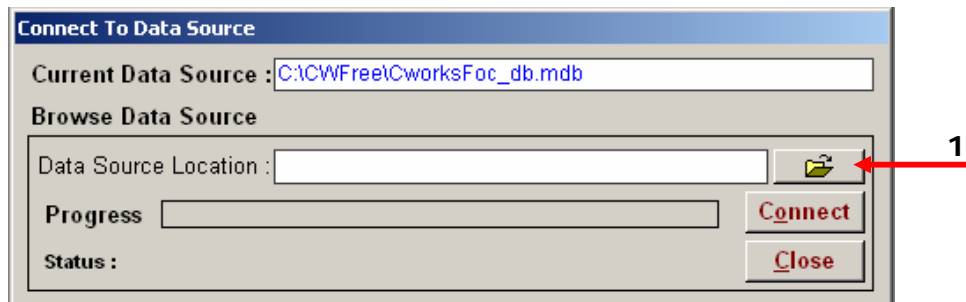 Connect To Data Source
Current Data Source : C:\CWFree\CworksFoc_db.mdb
Browse Data Source
Data Source Location :
1
Progress
Connect
Status :
Close